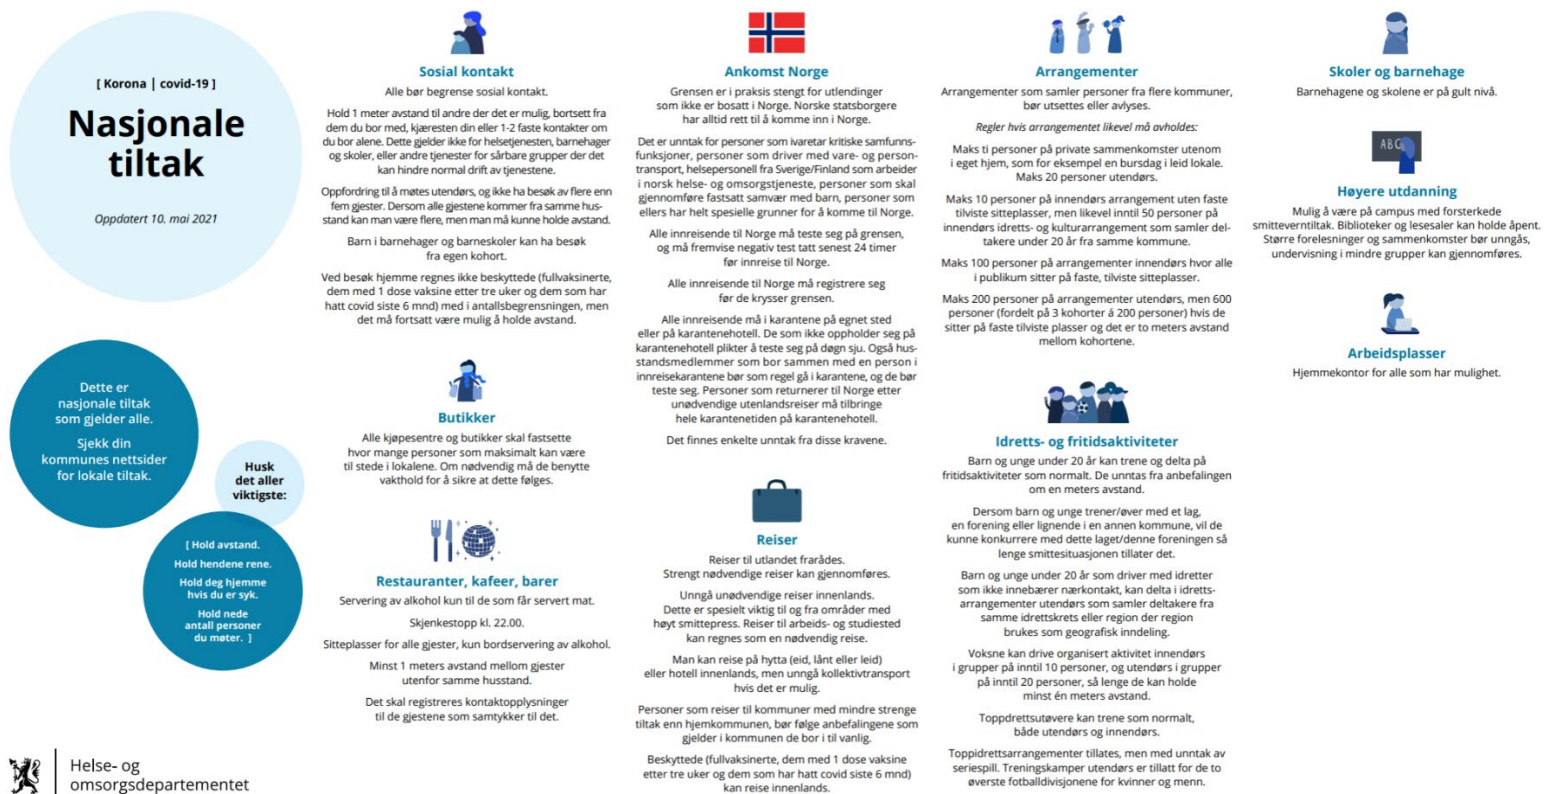 [ Korona | covid-19 ]
Nasjonale
tiltak
Oppdatert 10. mai 2021
Dette er
nasjonale tiltak
som gjelder alle.
Sjekk din
kommunes nettsider
for lokale tiltak.
Husk
det aller
viktigste:
[ Hold avstand.
Hold hendene rene.
Hold deg hjemme
hvis du er syk.
Hold nede
antall personer
du møter. ]
Helse- og
omsorgsdepartementet
Sosial kontakt
Alle bør begrense sosial kontakt.
Hold 1 meter avstand til andre der det er mulig, bortsett fra
dem du bor med, kjæresten din eller 1-2 faste kontakter om
du bor alene. Dette gjelder ikke for helsetjenesten, barnehager
og skoler, eller andre tjenester for sårbare grupper der det
kan hindre normal drift av tjenestene.
Oppfordring til å møtes utendørs, og ikke ha besøk av flere enn
fem gjester. Dersom alle gjestene kommer fra samme hus-
stand kan man være flere, men man må kunne holde avstand.
Barn i barnehager og barneskoler kan ha besøk
fra egen kohort.
Ved besøk hjemme regnes ikke beskyttede (fullvaksinerte,
dem med 1 dose vaksine etter tre uker og dem som har
hatt covid siste 6 mnd) med i antallsbegrensningen, men
det må fortsatt være mulig å holde avstand.
Butikker
Alle kjøpesentre og butikker skal fastsette
hvor mange personer som maksimalt kan være
til stede i lokalene. Om nødvendig må de benytte
vakthold for å sikre at dette følges.
Restauranter, kafeer, barer
Servering av alkohol kun til de som får servert mat.
Skjenkestopp kl. 22.00.
Sitteplasser for alle gjester, kun bordservering av alkohol.
Minst 1 meters avstand mellom gjester
utenfor samme husstand.
Det skal registreres kontaktopplysninger
til de gjestene som samtykker til det.
Ankomst Norge
Grensen er i praksis stengt for utlendinger
som ikke er bosatt i Norge. Norske statsborgere
har alltid rett til å komme inn i Norge.
Det er unntak for personer som ivaretar kritiske samfunns-
funksjoner, personer som driver med vare- og person-
transport, helsepersonell fra Sverige/Finland som arbeider
i norsk helse- og omsorgstjeneste, personer som skal
gjennomføre fastsatt samvær med barn, personer som
ellers har helt spesielle grunner for å komme til Norge.
Alle innreisende til Norge må teste seg på grensen,
og må fremvise negativ test tatt senest 24 timer
før innreise til Norge.
Alle innreisende til Norge må registrere seg
før de krysser grensen.
Alle innreisende må i karantene på egnet sted
eller på karantenehotell. De som ikke oppholder seg på
karantenehotell plikter å teste seg på døgn sju. Også hus-
standsmedlemmer som bor sammen med en person i
innreisekarantene bør som regel gå i karantene, og de bør
teste seg. Personer som returnerer til Norge etter
unødvendige utenlandsreiser må tilbringe
hele karantenetiden på karantenehotell.
Det finnes enkelte unntak fra disse kravene.
Reiser
Reiser til utlandet frarådes.
Strengt nødvendige reiser kan gjennomføres.
Unngå unødvendige reiser innenlands.
Dette er spesielt viktig til og fra områder med
høyt smittepress. Reiser til arbeids- og studiested
kan regnes som en nødvendig reise.
Man kan reise på hytta (eid, lånt eller leid)
eller hotell innenlands, men unngå kollektivtransport
hvis det er mulig.
Personer som reiser til kommuner med mindre strenge
tiltak enn hjemkommunen, bør følge anbefalingene som
gjelder i kommunen de bor i til vanlig.
Beskyttede (fullvaksinerte, dem med 1 dose vaksine
etter tre uker og dem som har hatt covid siste 6 mnd)
kan reise innenlands.
Arrangementer
Arrangementer som samler personer fra flere kommuner,
bør utsettes eller avlyses.
Regler hvis arrangementet likevel må avholdes:
Maks ti personer på private sammenkomster utenom
i eget hjem, som for eksempel en bursdag i leid lokale.
Maks 20 personer utendørs.
Maks 10 personer på innendørs arrangement uten faste
tilviste sitteplasser, men likevel inntil 50 personer på
innendørs idretts- og kulturarrangement som samler del-
takere under 20 år fra samme kommune.
Maks 100 personer på arrangementer innendørs hvor alle
i publikum sitter på faste, tilviste sitteplasser.
Maks 200 personer på arrangementer utendørs, men 600
personer (fordelt på 3 kohorter á 200 personer) hvis de
sitter på faste tilviste plasser og det er to meters avstand
mellom kohortene.
Idretts- og fritidsaktiviteter
Barn og unge under 20 år kan trene og delta på
fritidsaktiviteter som normalt. De unntas fra anbefalingen
om en meters avstand.
Dersom barn og unge trener/øver med et lag,
en forening eller lignende i en annen kommune, vil de
kunne konkurrere med dette laget/denne foreningen så
lenge smittesituasjonen tillater det.
Barn og unge under 20 år som driver med idretter
som ikke innebærer nærkontakt, kan delta i idretts-
arrangementer utendørs som samler deltakere fra
samme idrettskrets eller region der region
brukes som geografisk inndeling.
Voksne kan drive organisert aktivitet innendørs
i grupper på inntil 10 personer, og utendørs i grupper
på inntil 20 personer, så lenge de kan holde
minst én meters avstand.
Toppdrettsutøvere kan trene som normalt,
både utendørs og innendørs.
Toppidrettsarrangementer tillates, men med unntak av
seriespill. Treningskamper utendørs er tillatt for de to
øverste fotballdivisjonene for kvinner og menn.
Skoler og barnehage
Barnehagene og skolene er på gult nivå.
ABC
Høyere utdanning
Mulig å være på campus med forsterkede
smitteverntiltak. Biblioteker og lesesaler kan holde åpent.
Større forelesninger og sammenkomster bør unngås,
undervisning i mindre grupper kan gjennomføres.
Arbeidsplasser
Hjemmekontor for alle som har mulighet.